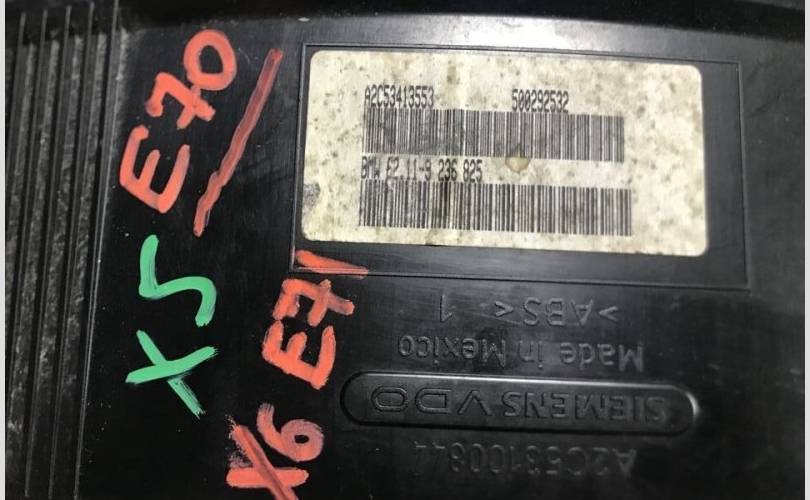 E70
X5
X6 E71
A2C53413553 500292532
BMW 62.11-9 236 825
>ABS< 1
Made in Mexico
SIEMENS VDO
A2C53100844